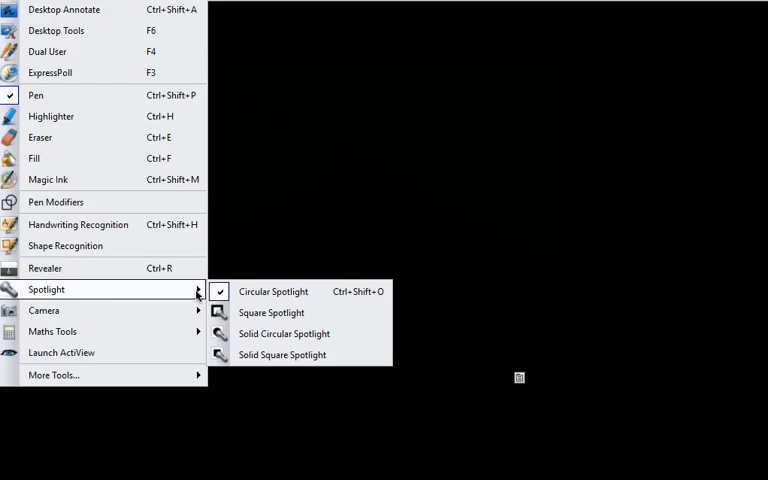 Desktop Annotate Ctrl+Shift+A
Desktop Tools F6
Dual User F4
ExpressPoll F3
Pen Ctrl+Shift+P
Highlighter Ctrl+H
Eraser Ctrl+E
Fill Ctrl+F
Magic Ink Ctrl+Shift+M
Pen Modifiers
Handwriting Recognition Ctrl+Shift+H
Shape Recognition
Revealer Ctrl+R
Spotlight
Camera
Maths Tools
Launch ActiView
More Tools...
Circular Spotlight Ctrl+Shift+O
Square Spotlight
Solid Circular Spotlight
Solid Square Spotlight